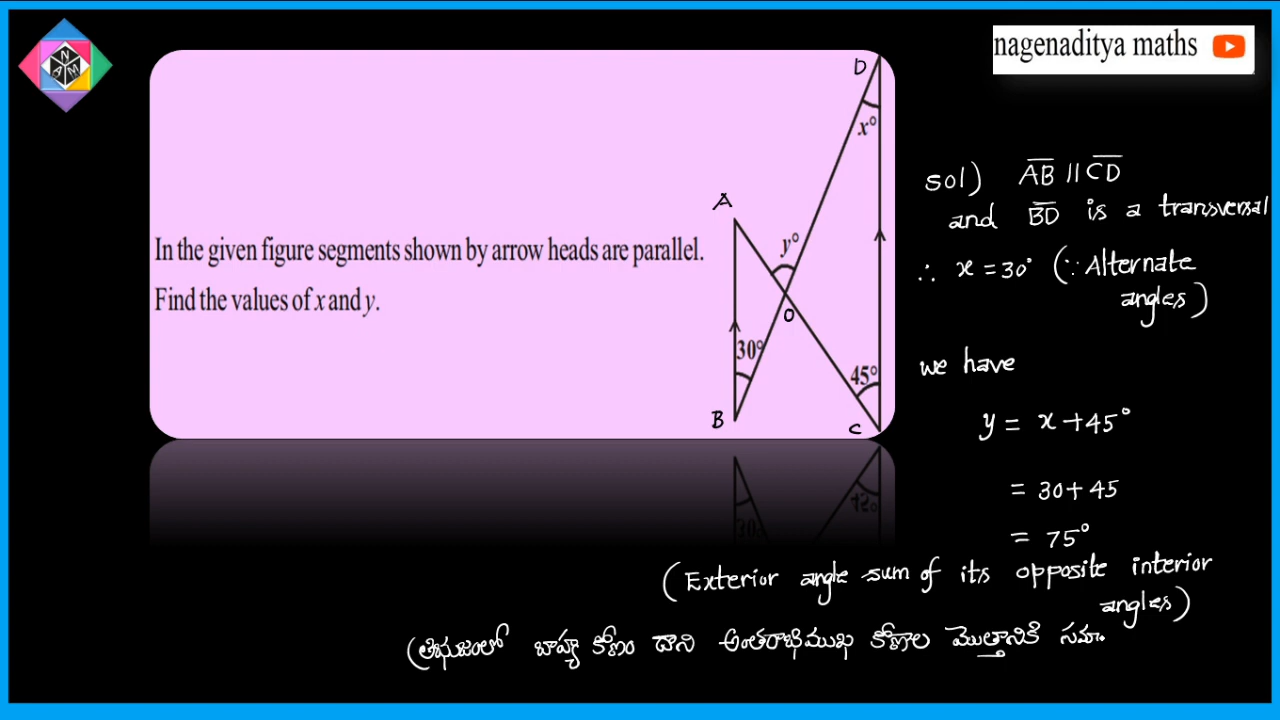 N
A M
nagenaditya maths
In the given figure segments shown by arrow heads are parallel.
Find the values of x and y.
D
x°
A
y°
O
30°
45°
B
C
sol) AB || CD
and BD is a transversal
∴ x = 30° (∵ Alternate
angles)
we have
y = x + 45°
= 30 + 45
= 75°
(Exterior angle sum of its opposite interior
angles)
(త్రిభుజంలో బాహ్య కోణం దాని అంతరాభిముఖ కోణాల మొత్తానికి సమా.